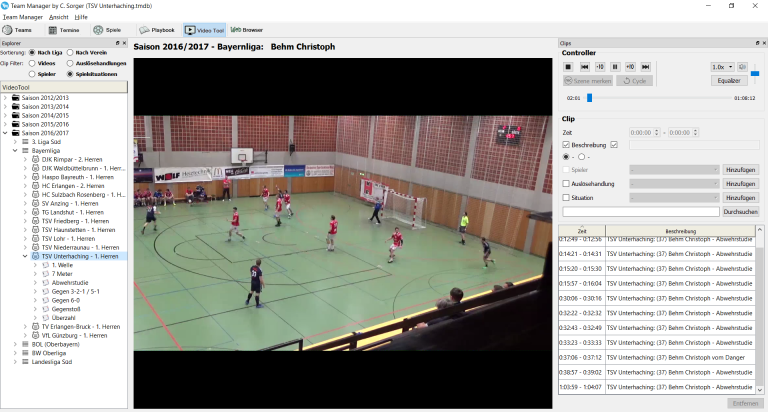 Team Manager by C. Sorger (TSV Unterhaching.tmdb)
Team Manager Ansicht Hilfe
Teams Termine Spiele Playbook Video Tool Browser
Explorer
Sortierung: Nach Liga Nach Verein
Clip Filter: Videos Auslösehandlungen
Spieler Spielsituationen
VideoTool
Saison 2012/2013
Saison 2013/2014
Saison 2014/2015
Saison 2015/2016
Saison 2016/2017
3. Liga Süd
Bayernliga
DJK Rimpar - 2. Herren
DJK Waldbüttelbrunn - 1. Herr...
Haspo Bayreuth - 1. Herren
HC Erlangen - 2. Herren
HC Sulzbach Rosenberg - 1. H...
SV Anzing - 1. Herren
TG Landshut - 1. Herren
TSV Friedberg - 1. Herren
TSV Haunstetten - 1. Herren
TSV Lohr - 1. Herren
TSV Niederraunau - 1. Herren
TSV Unterhaching - 1. Herren
1. Welle
7 Meter
Abwehrstudie
Gegen 3-2-1 / 5-1
Gegen 6-0
Gegenstoß
Überzahl
TV Erlangen-Bruck - 1. Herren
VfL Günzburg - 1. Herren
BOL (Oberbayern)
BW Oberliga
Landesliga Süd
Saison 2016/2017 - Bayernliga: Behm Christoph
WOLF
Clips
Controller
-10 +10 1.0x
Szene merken Cycle Equalizer
02:01 01:08:12
Clip
Zeit 0:00:00 - 0:00:00
Beschreibung
- -
Spieler - Hinzufügen
Auslösehandlung - Hinzufügen
Situation - Hinzufügen
Durchsuchen
Zeit Beschreibung
0:12:49 - 0:12:56 TSV Unterhaching: (37) Behm Christoph - Abwehrstudie
0:14:21 - 0:14:31 TSV Unterhaching: (37) Behm Christoph - Abwehrstudie
0:15:20 - 0:15:30 TSV Unterhaching: (37) Behm Christoph - Abwehrstudie
0:15:57 - 0:16:04 TSV Unterhaching: (37) Behm Christoph - Abwehrstudie
0:30:06 - 0:30:16 TSV Unterhaching: (37) Behm Christoph - Abwehrstudie
0:32:22 - 0:32:32 TSV Unterhaching: (37) Behm Christoph - Abwehrstudie
0:32:43 - 0:32:49 TSV Unterhaching: (37) Behm Christoph - Abwehrstudie
0:33:23 - 0:33:33 TSV Unterhaching: (37) Behm Christoph - Abwehrstudie
0:37:06 - 0:37:12 TSV Unterhaching: (37) Behm Christoph vom Danger
0:38:57 - 0:39:02 TSV Unterhaching: (37) Behm Christoph - Abwehrstudie
1:03:59 - 1:04:07 TSV Unterhaching: (37) Behm Christoph - Abwehrstudie
Entfernen